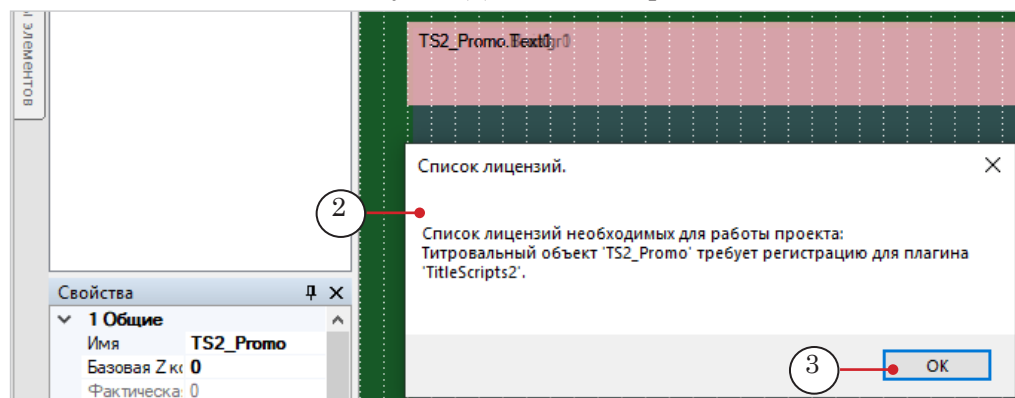 ы элементов
TS2_Promo.Text0
Список лицензий.
2
Список лицензий необходимых для работы проекта:
Титровальный объект 'TS2_Promo' требует регистрацию для плагина
'TitleScripts2'.
Свойства
1 Общие
Имя TS2_Promo
Базовая Z ко 0
Фактическа: 0
3
OK